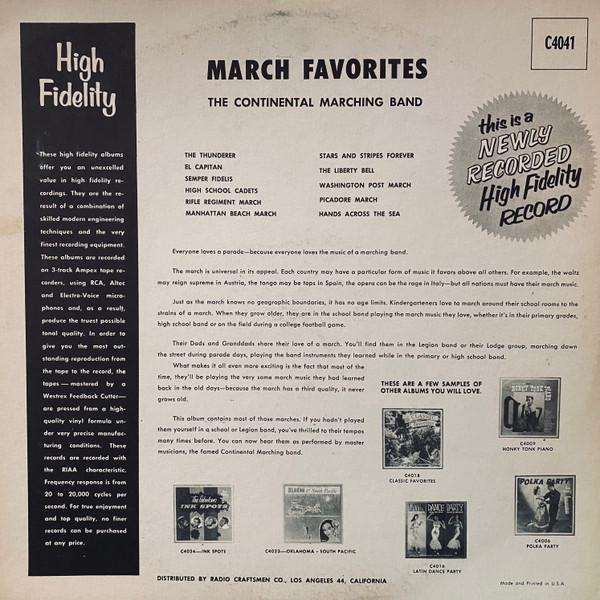 High
Fidelity
These high fidelity albums
offer you an unexcelled
value in high fidelity re-
cordings. They are the re-
result of a combination of
skilled modern engineering
techniques and the very
finest recording equipment.
These albums are recorded
on 3-track Ampex tape re-
corders, using RCA, Altec
and Electro-Voice micro-
phones and, as a result,
produce the truest possible
tonal quality. In order to
give you the most out-
standing reproduction from
the tape to the record, the
tapes—mastered by a
Westrex Feedback Cutter—
are pressed from a high-
quality vinyl formula un-
der very precise manufac-
turing conditions. These
records are recorded with
the RIAA characteristic.
Frequency response is from
20 to 20,000 cycles per
second. For true enjoyment
and top quality, no finer
records can be purchased
at any price.
C4041
MARCH FAVORITES
THE CONTINENTAL MARCHING BAND
THE THUNDERER
EL CAPITAN
SEMPER FIDELIS
HIGH SCHOOL CADETS
RIFLE REGIMENT MARCH
MANHATTAN BEACH MARCH
STARS AND STRIPES FOREVER
THE LIBERTY BELL
WASHINGTON POST MARCH
PICADORE MARCH
HANDS ACROSS THE SEA
this is a
NEWLY
RECORDED
High Fidelity
RECORD
Everyone loves a parade—because everyone loves the music of a marching band.
The march is universal in its appeal. Each country may have a particular form of music it favors above all others. For example, the waltz
may reign supreme in Austria, the tango may be tops in Spain, the opera can be the rage in Italy—but all nations must have their march music.
Just as the march knows no geographic boundaries, it has no age limits. Kindergarteners love to march around their school rooms to the
strains of a march. When they grow older, they are in the school band playing the march music they love, whether it's in their primary grades,
high school band or on the field during a college football game.
Their Dads and Granddads share their love of a march. You'll find them in the Legion band or their Lodge group, marching down
the street during parade days, playing the band instruments they learned while in the primary or high school band.
What makes it all even more exciting is the fact that most of the
time, they'll be playing the very same march music they had learned
back in the old days—because the march has a third quality, it never
grows old.
This album contains most of those marches. If you hadn't played
them yourself in a school or Legion band, you've thrilled to their tempos
many times before. You can now hear them as performed by master
musicians, the famed Continental Marching Band.
THESE ARE A FEW SAMPLES OF
OTHER ALBUMS YOU WILL LOVE.
C4018
CLASSIC FAVORITES
HONKY TONK
C4009
HONKY TONK PIANO
The Fabulous
INK SPOTS
C4024—INK SPOTS
OKLAHOMA
South Pacific
C4023—OKLAHOMA - SOUTH PACIFIC
LATIN DANCE PARTY
C4016
LATIN DANCE PARTY
POLKA PARTY
C4006
POLKA PARTY
DISTRIBUTED BY RADIO CRAFTSMEN CO., LOS ANGELES 44, CALIFORNIA
Made and Printed in U.S.A.